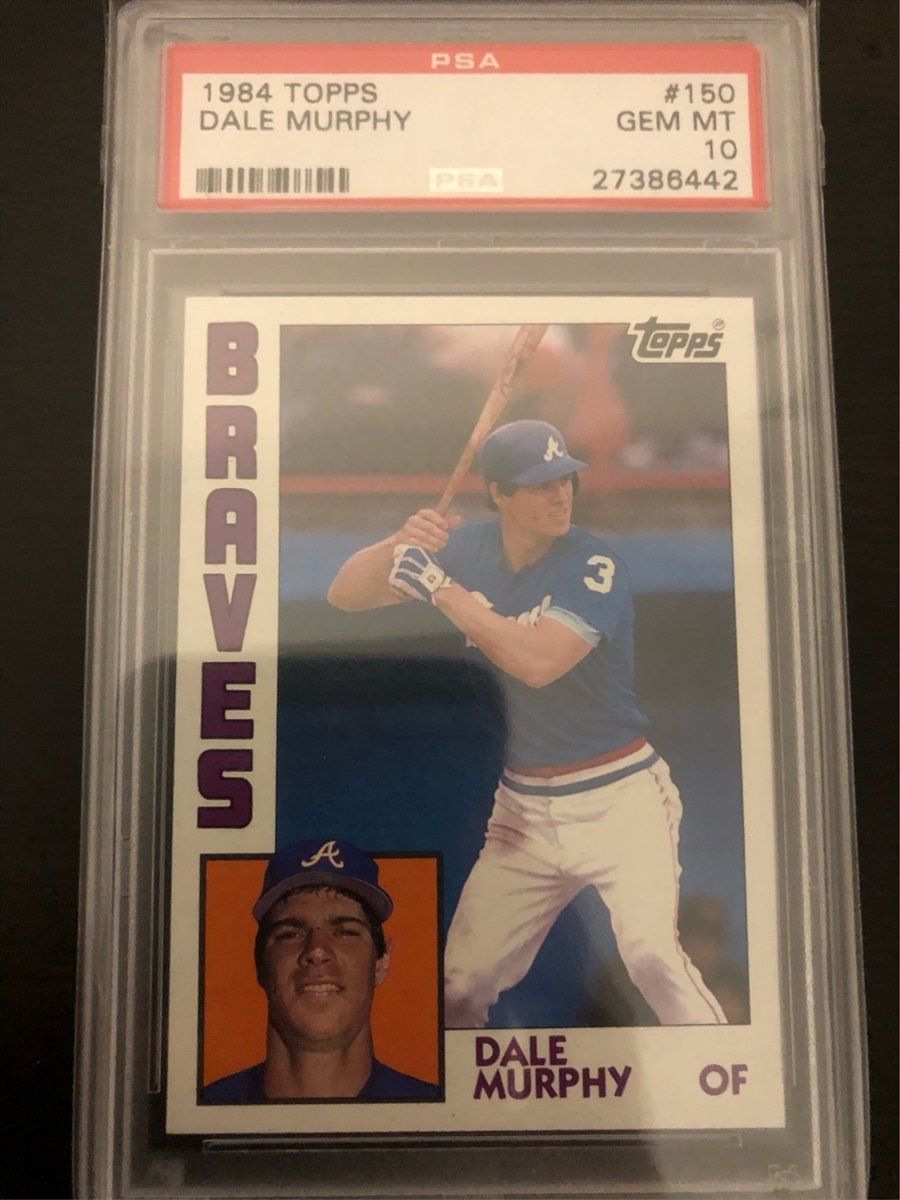 PSA
1984 TOPPS #150
DALE MURPHY GEM MT
10
PSA 27386442
BRAVES
Topps
A
3
A
DALE
MURPHY OF